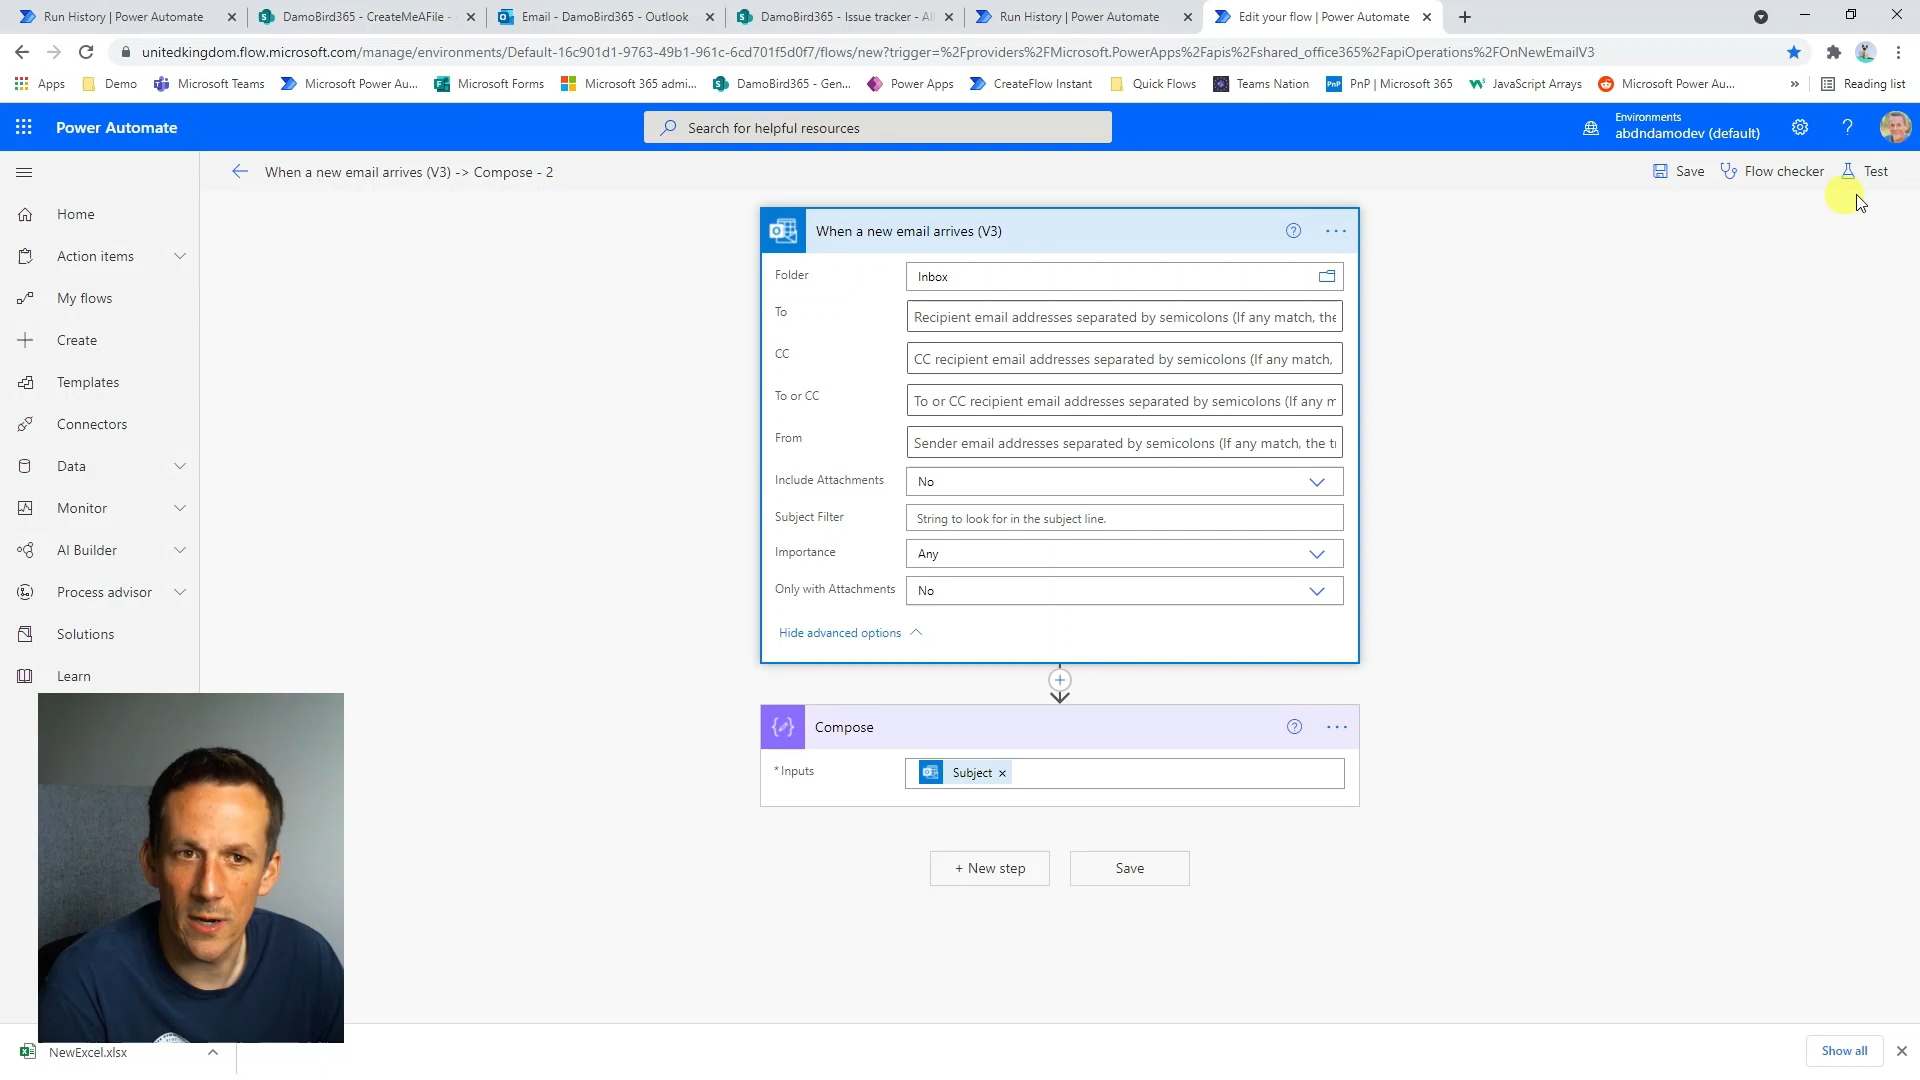 Run History | Power Automate
DamoBird365 - CreateMeAFile -
Email - DamoBird365 - Outlook
DamoBird365 - Issue tracker - All
Run History | Power Automate
Edit your flow | Power Automate
unitedkingdom.flow.microsoft.com/manage/environments/Default-16c901d1-9763-49b1-961c-6cd701f5d0f7/flows/new?trigger=%2Fproviders%2FMicrosoft.PowerApps%2Fapis%2Fshared_office365%2FapiOperations%2FOnNewEmailV3
Apps
Demo
Microsoft Teams
Microsoft Power Au...
Microsoft Forms
Microsoft 365 admi...
DamoBird365 - Gen...
Power Apps
CreateFlow Instant
Quick Flows
Teams Nation
PnP | Microsoft 365
JavaScript Arrays
Microsoft Power Au...
»
Reading list
Power Automate
Search for helpful resources
Environments
abdndamodev (default)
When a new email arrives (V3) -> Compose - 2
Save
Flow checker
Test
Home
Action items
My flows
Create
Templates
Connectors
Data
Monitor
AI Builder
Process advisor
Solutions
Learn
When a new email arrives (V3)
Folder
Inbox
To
Recipient email addresses separated by semicolons (If any match, the
CC
CC recipient email addresses separated by semicolons (If any match,
To or CC
To or CC recipient email addresses separated by semicolons (If any m
From
Sender email addresses separated by semicolons (If any match, the tr
Include Attachments
No
Subject Filter
String to look for in the subject line.
Importance
Any
Only with Attachments
No
Hide advanced options
Compose
* Inputs
Subject
+ New step
Save
NewExcel.xlsx
Show all